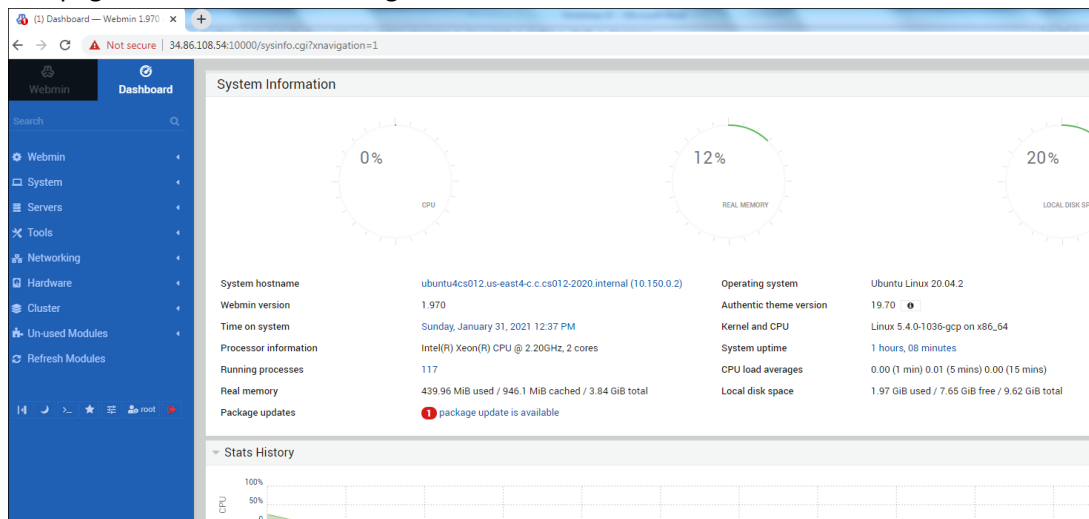 (1) Dashboard — Webmin 1.970
Not secure | 34.86.108.54:10000/sysinfo.cgi?xnavigation=1
Webmin
Dashboard
Search
Webmin
System
Servers
Tools
Networking
Hardware
Cluster
Un-used Modules
Refresh Modules
root
System Information
0%
CPU
12%
REAL MEMORY
20%
LOCAL DISK SP
System hostname ubuntu4cs012.us-east4-c.c.cs012-2020.internal (10.150.0.2) Operating system Ubuntu Linux 20.04.2
Webmin version 1.970 Authentic theme version 19.70
Time on system Sunday, January 31, 2021 12:37 PM Kernel and CPU Linux 5.4.0-1036-gcp on x86_64
Processor information Intel(R) Xeon(R) CPU @ 2.20GHz, 2 cores System uptime 1 hours, 08 minutes
Running processes 117 CPU load averages 0.00 (1 min) 0.01 (5 mins) 0.00 (15 mins)
Real memory 439.96 MiB used / 946.1 MiB cached / 3.84 GiB total Local disk space 1.97 GiB used / 7.65 GiB free / 9.62 GiB total
Package updates 1 package update is available
Stats History
100%
50%
0
CPU